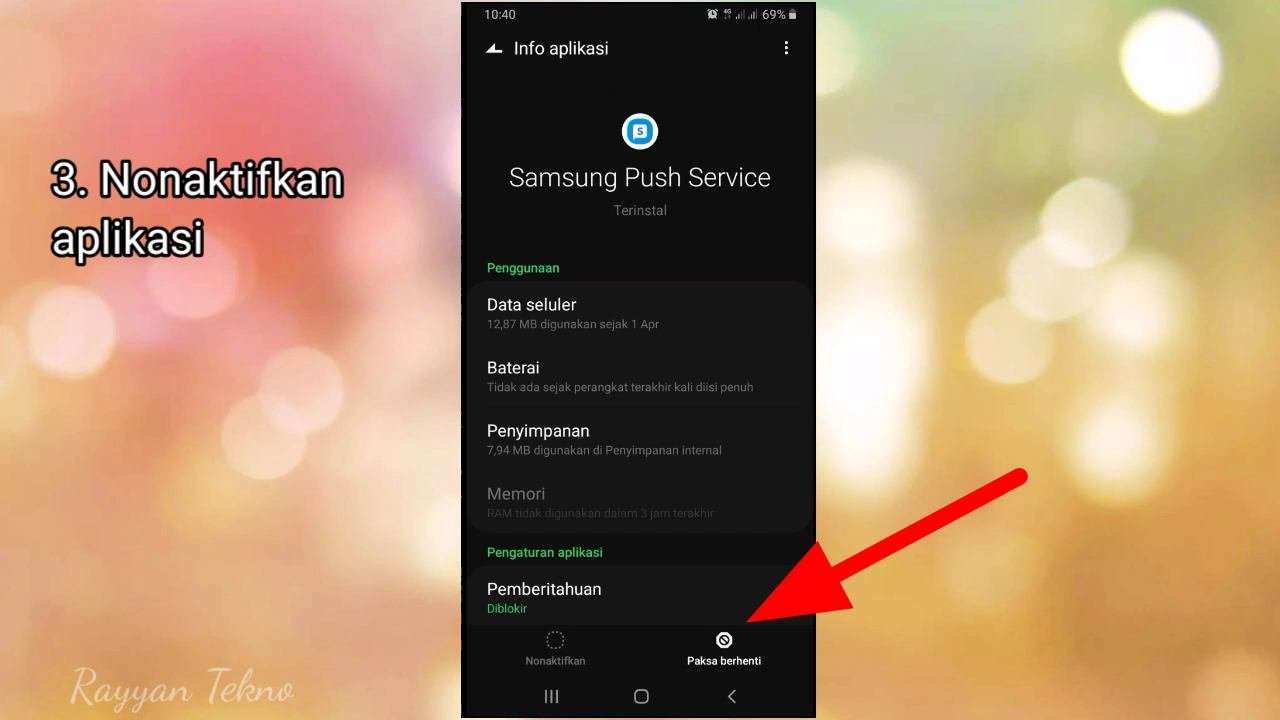 10:40
4G
69%
Info aplikasi
S
Samsung Push Service
Terinstal
3. Nonaktifkan
aplikasi
Penggunaan
Data seluler
12,87 MB digunakan sejak 1 Apr
Baterai
Tidak ada sejak perangkat terakhir kali diisi penuh
Penyimpanan
7,94 MB digunakan di Penyimpanan internal
Memori
RAM tidak digunakan dalam 3 jam terakhir
Pengaturan aplikasi
Pemberitahuan
Diblokir
Nonaktifkan
Paksa berhenti
Rayyan Tekno